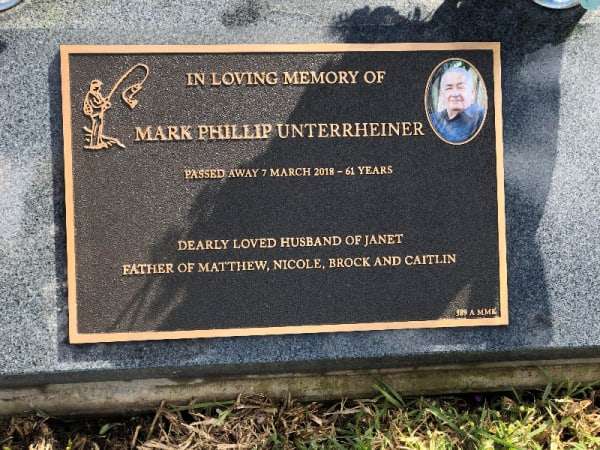 IN LOVING MEMORY OF
MARK PHILLIP UNTERRHEINER
PASSED AWAY 7 MARCH 2018 – 61 YEARS
DEARLY LOVED HUSBAND OF JANET
FATHER OF MATTHEW, NICOLE, BROCK AND CAITLIN
589 A MMK